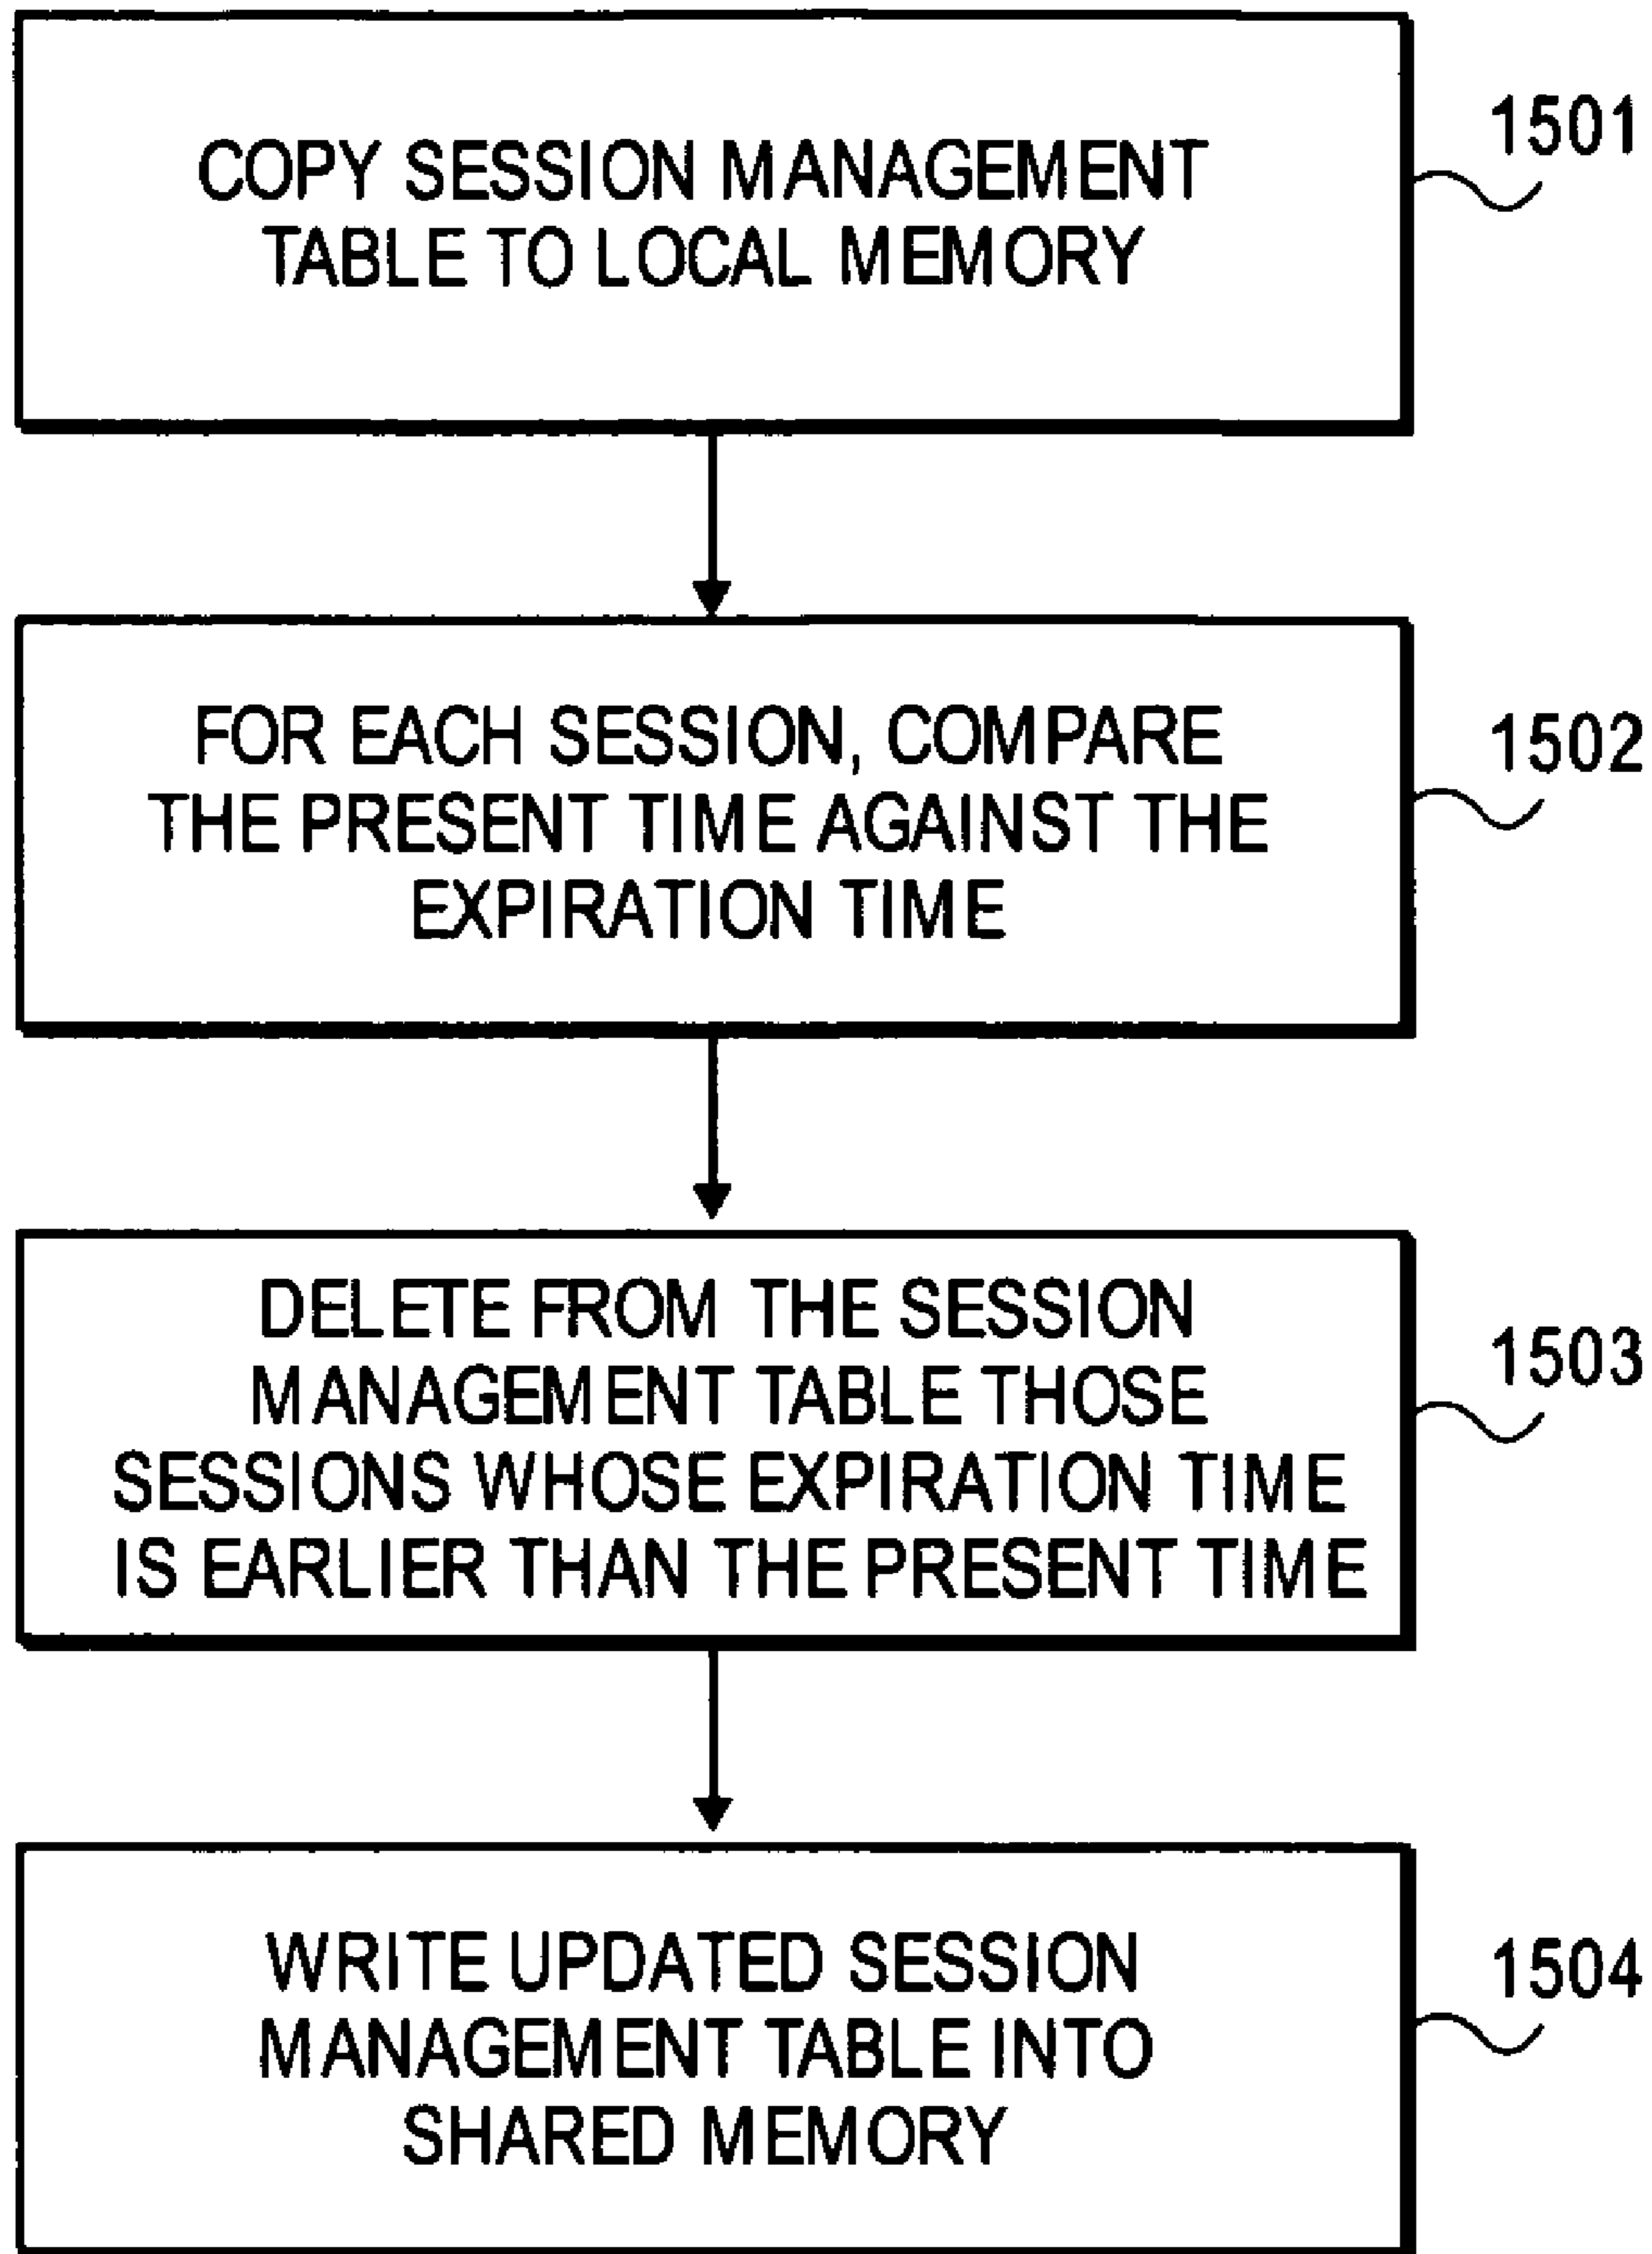 COPY SESSION MANAGEMENT
TABLE TO LOCAL MEMORY
1501
FOR EACH SESSION, COMPARE
THE PRESENT TIME AGAINST THE
EXPIRATION TIME
1502
DELETE FROM THE SESSION
MANAGEMENT TABLE THOSE
SESSIONS WHOSE EXPIRATION TIME
IS EARLIER THAN THE PRESENT TIME
1503
WRITE UPDATED SESSION
MANAGEMENT TABLE INTO
SHARED MEMORY
1504